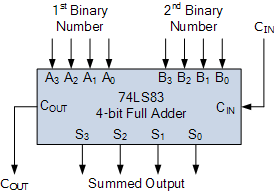 1st Binary Number
2nd Binary Number
CIN
A3 A2 A1 A0
B3 B2 B1 B0
74LS83
4-bit Full Adder
COUT
CIN
S3 S2 S1 S0
COUT
Summed Output